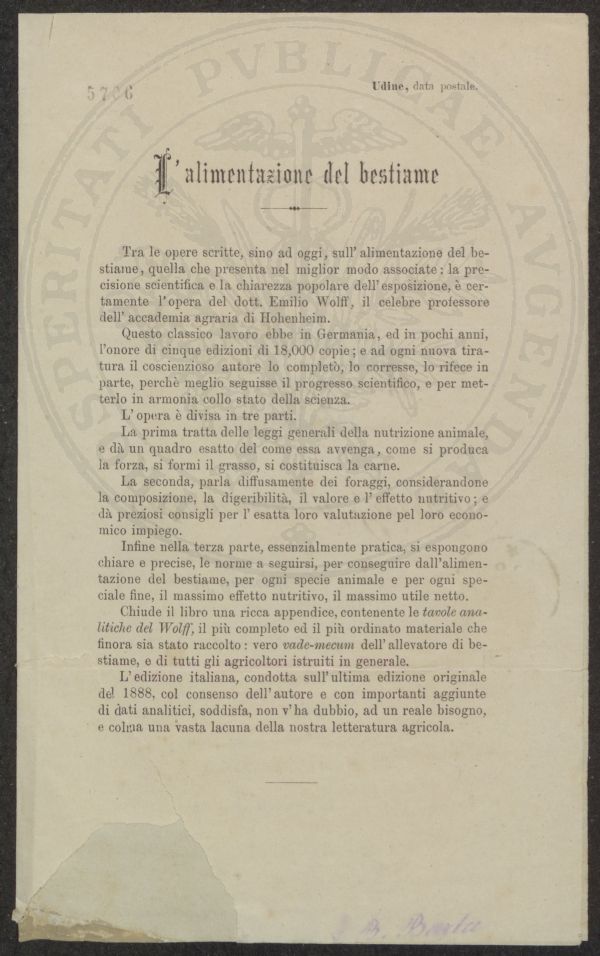 5706
Udine, data postale.
L'alimentazione del bestiame
Tra le opere scritte, sino ad oggi, sull'alimentazione del be-
stiame, quella che presenta nel miglior modo associate: la pre-
cisione scientifica e la chiarezza popolare dell'esposizione, è cer-
tamente l'opera del dott. Emilio Wolff, il celebre professore
dell'accademia agraria di Hohenheim.
Questo classico lavoro ebbe in Germania, ed in pochi anni,
l'onore di cinque edizioni di 18,000 copie; e ad ogni nuova tira-
tura il coscienzioso autore lo completò, lo corresse, lo rifece in
parte, perchè meglio seguisse il progresso scientifico, e per met-
terlo in armonia collo stato della scienza.
L'opera è divisa in tre parti.
La prima tratta delle leggi generali della nutrizione animale,
e dà un quadro esatto del come essa avvenga, come si produca
la forza, si formi il grasso, si costituisca la carne.
La seconda, parla diffusamente dei foraggi, considerandone
la composizione, la digeribilità, il valore e l'effetto nutritivo; e
dà preziosi consigli per l'esatta loro valutazione pel loro econo-
mico impiego.
Infine nella terza parte, essenzialmente pratica, si espongono
chiare e precise, le norme a seguirsi, per conseguire dall'alimen-
tazione del bestiame, per ogni specie animale e per ogni spe-
ciale fine, il massimo effetto nutritivo, il massimo utile netto.
Chiude il libro una ricca appendice, contenente le tavole ana-
litiche del Wolff, il più completo ed il più ordinato materiale che
finora sia stato raccolto: vero vade-mecum dell'allevatore di be-
stiame, e di tutti gli agricoltori istruiti in generale.
L'edizione italiana, condotta sull'ultima edizione originale
del 1888, col consenso dell'autore e con importanti aggiunte
di dati analitici, soddisfa, non v'ha dubbio, ad un reale bisogno,
e colma una vasta lacuna della nostra letteratura agricola.
SPERITATI PVBLICAE AVGENDAE